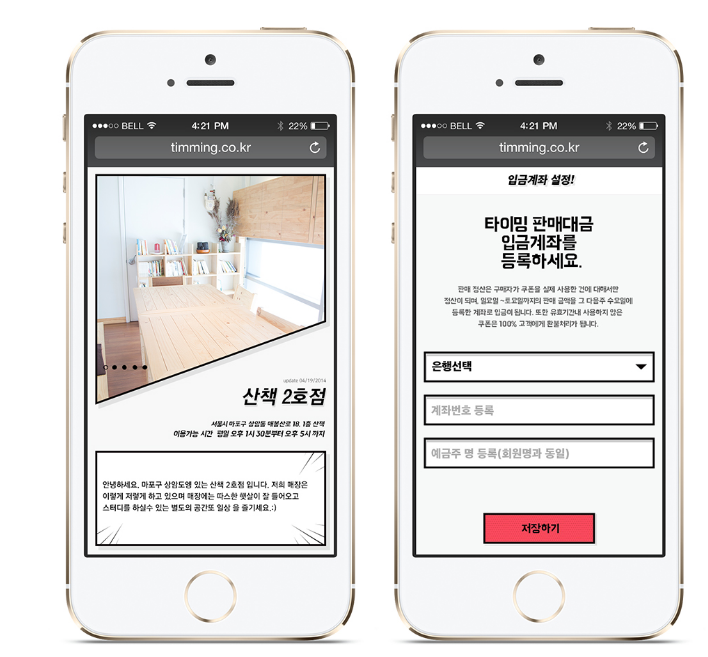 BELL 4:21 PM 22%
timming.co.kr
update 04/19/2014
산책 2호점
서울시 마포구 상암동 매봉산로 18, 1층 산책
이용가능 시간 평일 오후 1시 30분부터 오후 5시 까지
안녕하세요, 마포구 상암도엥 있는 산책 2호점 입니다. 저희 매장은
이렇게 저렇게 하고 있으며 매장에는 따스한 햇살이 잘 들어오고
스터디를 하실수 있는 별도의 공간또 일상 을 즐기세요.:)
BELL 4:21 PM 22%
timming.co.kr
입금계좌 설정!
타이밍 판매대금
입금계좌를
등록하세요.
판매 정산은 구매자가 쿠폰을 실제 사용한 건에 대해서만
정산이 되며, 일요일 ~토요일까지의 판매 금액을 그 다음주 수요일에
등록한 계좌로 입금이 됩니다. 또한 유효기간내 사용하지 않은
쿠폰은 100% 고객에게 환불처리가 됩니다.
은행선택
계좌번호 등록
예금주 명 등록(회원명과 동일)
저장하기